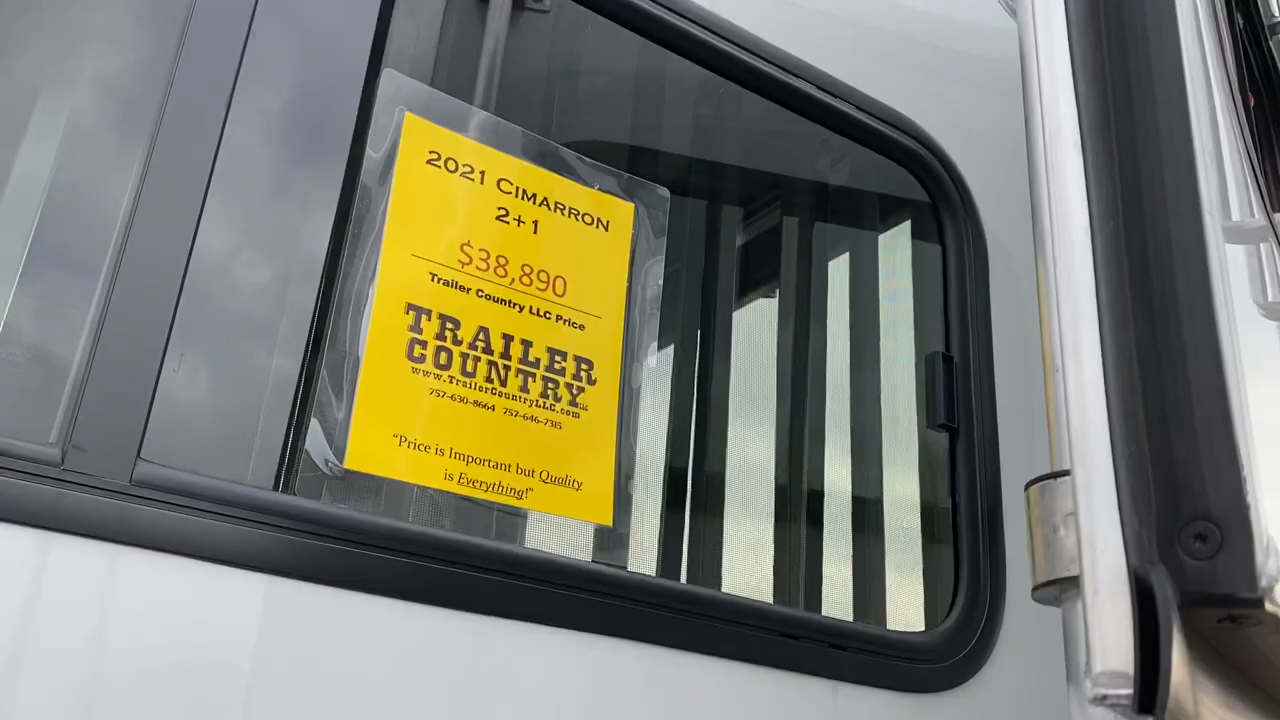 2021 CIMARRON
2+1
$38,890
Trailer Country LLC Price
TRAILER
COUNTRY LLC
www.TrailerCountryLLC.com
757-630-8664 757-646-7315
“Price is Important but Quality
is Everything!”